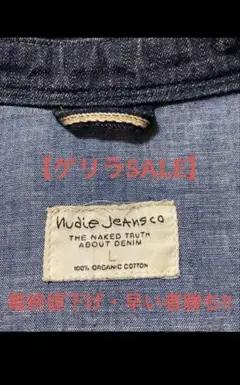 【ゲリラSALE】
nudie jeans co
THE NAKED TRUTH
ABOUT DENIM
L
100% ORGANIC COTTON
最終値下げ・早い者勝ち!!